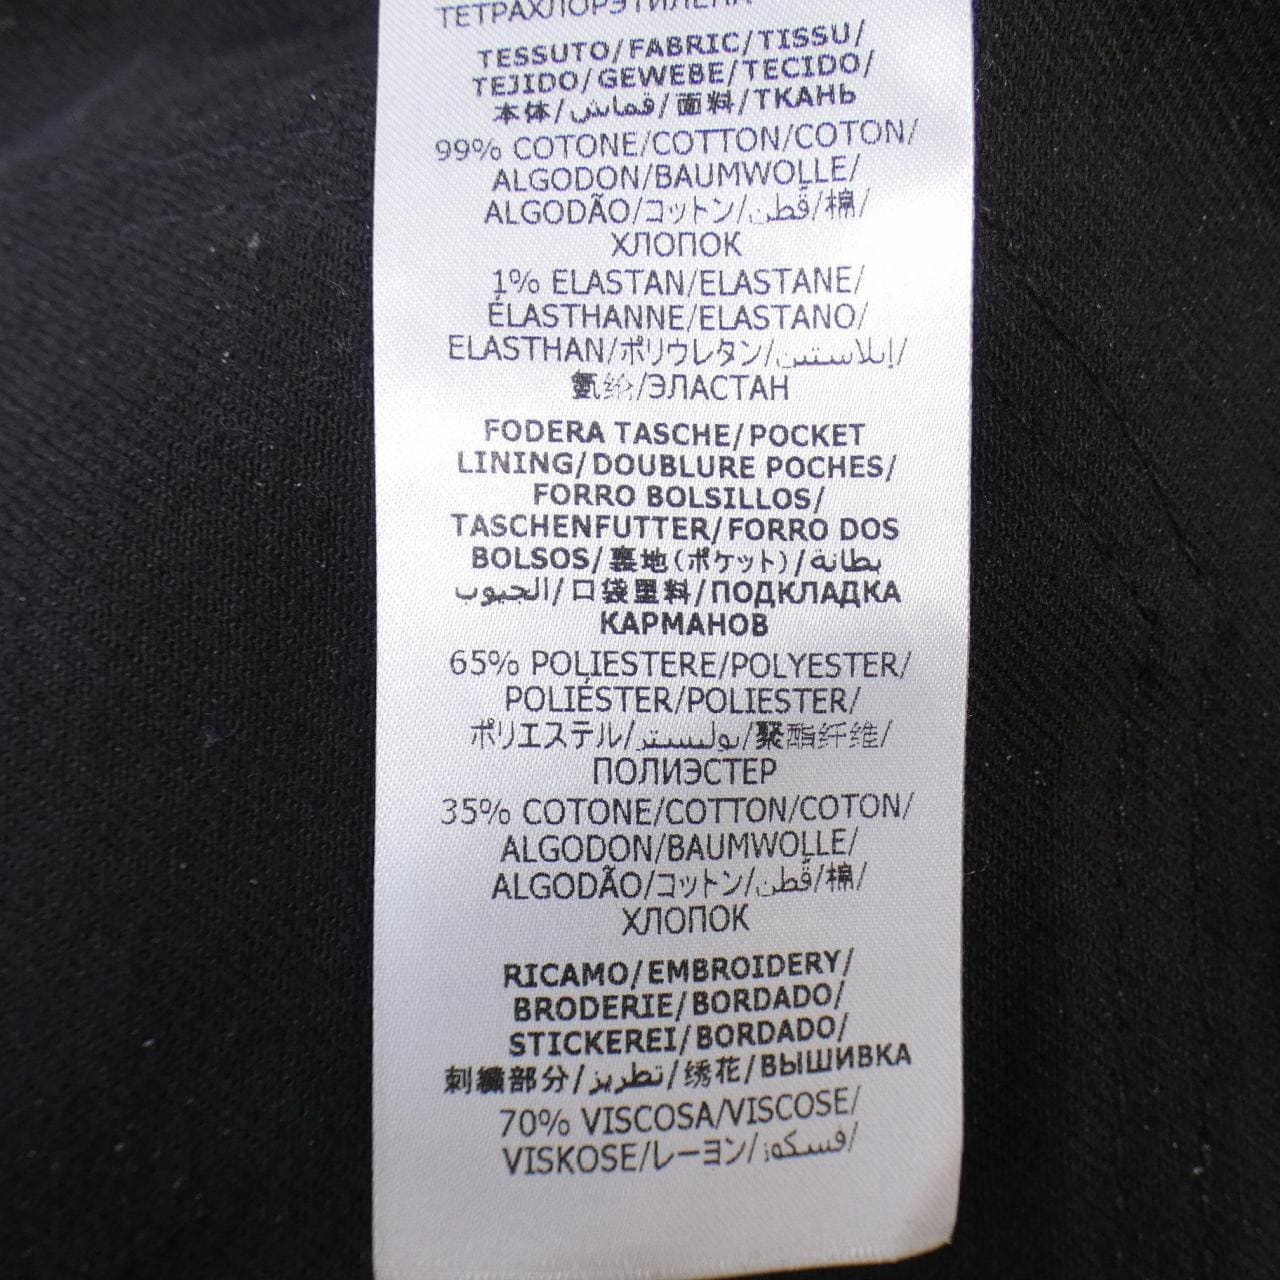 ТЕТРАХЛОРЭТИЛЕНА
TESSUTO/FABRIC/TISSU/
TEJIDO/GEWEBE/TECIDO/
本体/قماش/面料/ТКАНЬ
99% COTONE/COTTON/COTON/
ALGODON/BAUMWOLLE/
ALGODÃO/コットン/قُطن/棉/
ХЛОПОК
1% ELASTAN/ELASTANE/
ÉLASTHANNE/ELASTANO/
ELASTHAN/ポリウレタン/إيلاستين/
氨纶/ЭЛАСТАН
FODERA TASCHE/POCKET
LINING/DOUBLURE POCHES/
FORRO BOLSILLOS/
TASCHENFUTTER/FORRO DOS
BOLSOS/裏地(ポケット)/بطانة
الجيوب/口袋里料/ПОДКЛАДКА
КАРМАНОВ
65% POLIESTERE/POLYESTER/
POLIÉSTER/POLIESTER/
ポリエステル/بوليستر/聚酯纤维/
ПОЛИЭСТЕР
35% COTONE/COTTON/COTON/
ALGODON/BAUMWOLLE/
ALGODÃO/コットン/قُطن/棉/
ХЛОПОК
RICAMO/EMBROIDERY/
BRODERIE/BORDADO/
STICKEREI/BORDADO/
刺繍部分/تطريز/绣花/ВЫШИВКА
70% VISCOSA/VISCOSE/
VISKOSE/レーヨン/فسكوز/